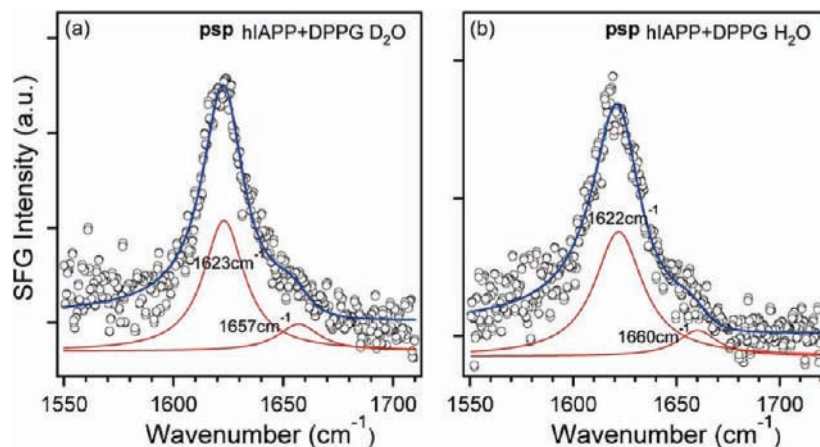 (a) psp hIAPP+DPPG D₂O
1623cm⁻¹
1657cm⁻¹
1550 1600 1650 1700
Wavenumber (cm⁻¹)
SFG Intensity (a.u.)
(b) psp hIAPP+DPPG H₂O
1622cm⁻¹
1660cm⁻¹
1550 1600 1650 1700
Wavenumber (cm⁻¹)